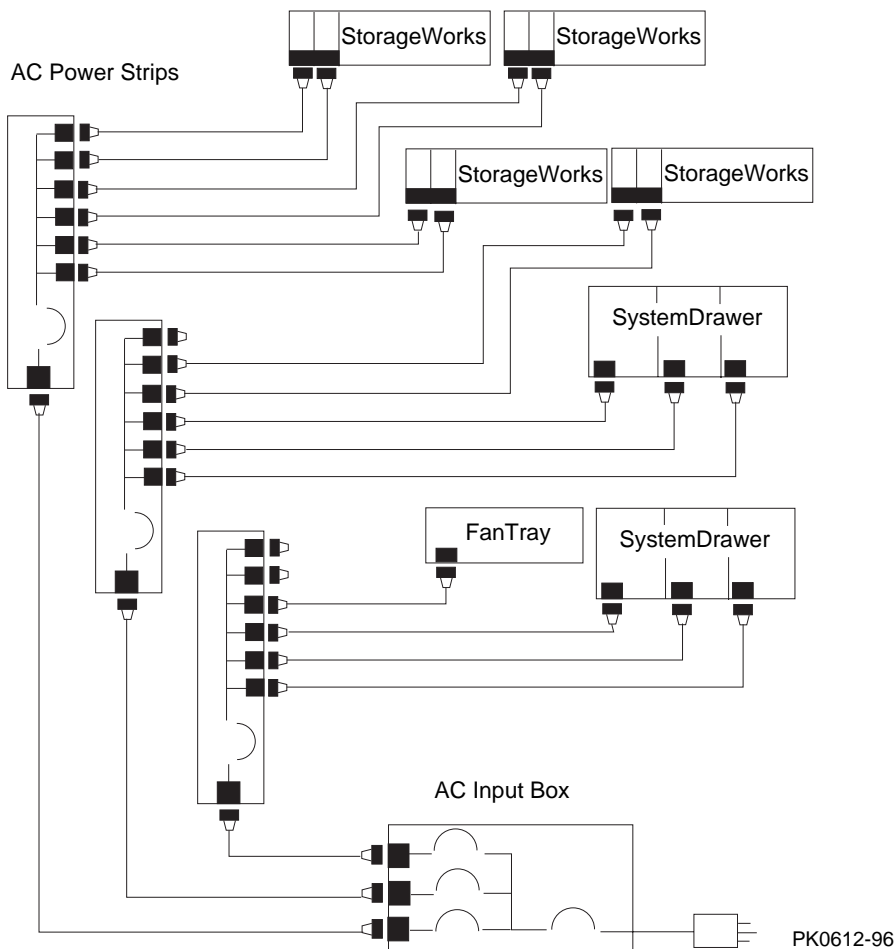 StorageWorks
StorageWorks
AC Power Strips
StorageWorks
StorageWorks
SystemDrawer
FanTray
SystemDrawer
AC Input Box
PK0612-96